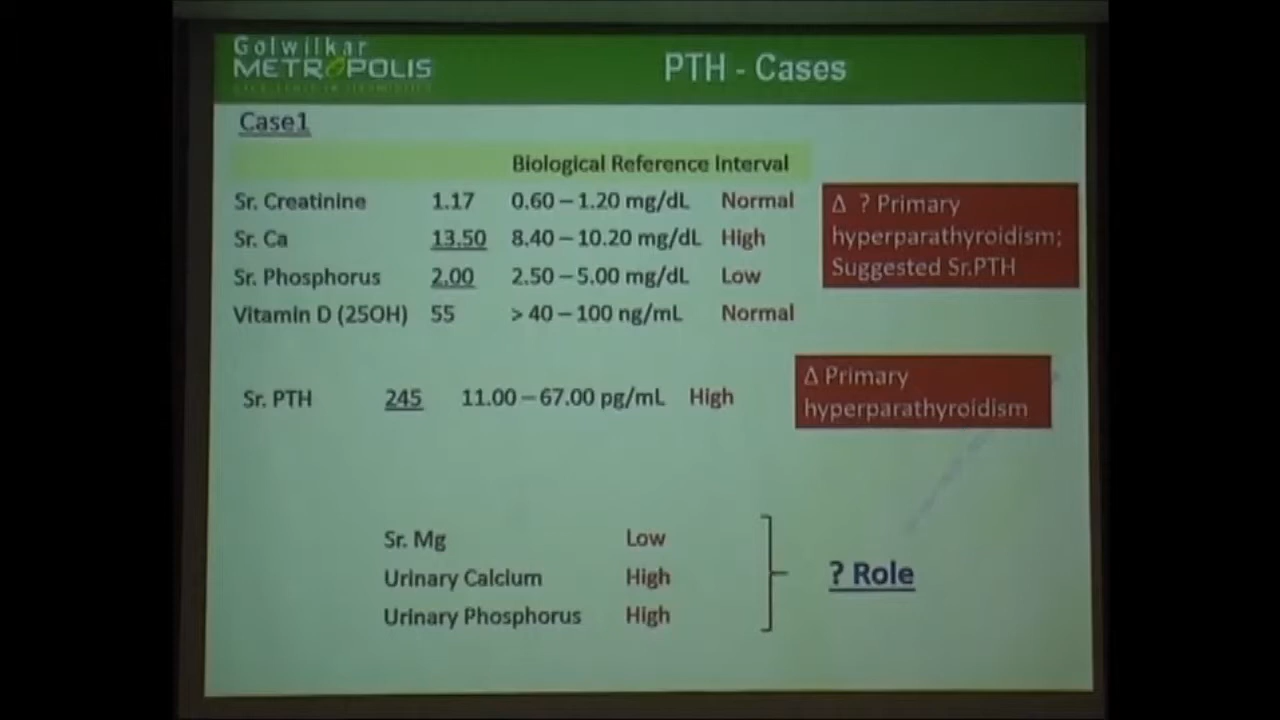 Golwilkar
METROPOLIS
PTH - Cases
Case1
Biological Reference Interval
Sr. Creatinine 1.17 0.60 – 1.20 mg/dL Normal
Sr. Ca 13.50 8.40 – 10.20 mg/dL High
Sr. Phosphorus 2.00 2.50 – 5.00 mg/dL Low
Vitamin D (25OH) 55 > 40 – 100 ng/mL Normal
Δ ? Primary
hyperparathyroidism;
Suggested Sr.PTH
Sr. PTH 245 11.00 – 67.00 pg/mL High
Δ Primary
hyperparathyroidism
Sr. Mg Low
Urinary Calcium High
Urinary Phosphorus High
? Role